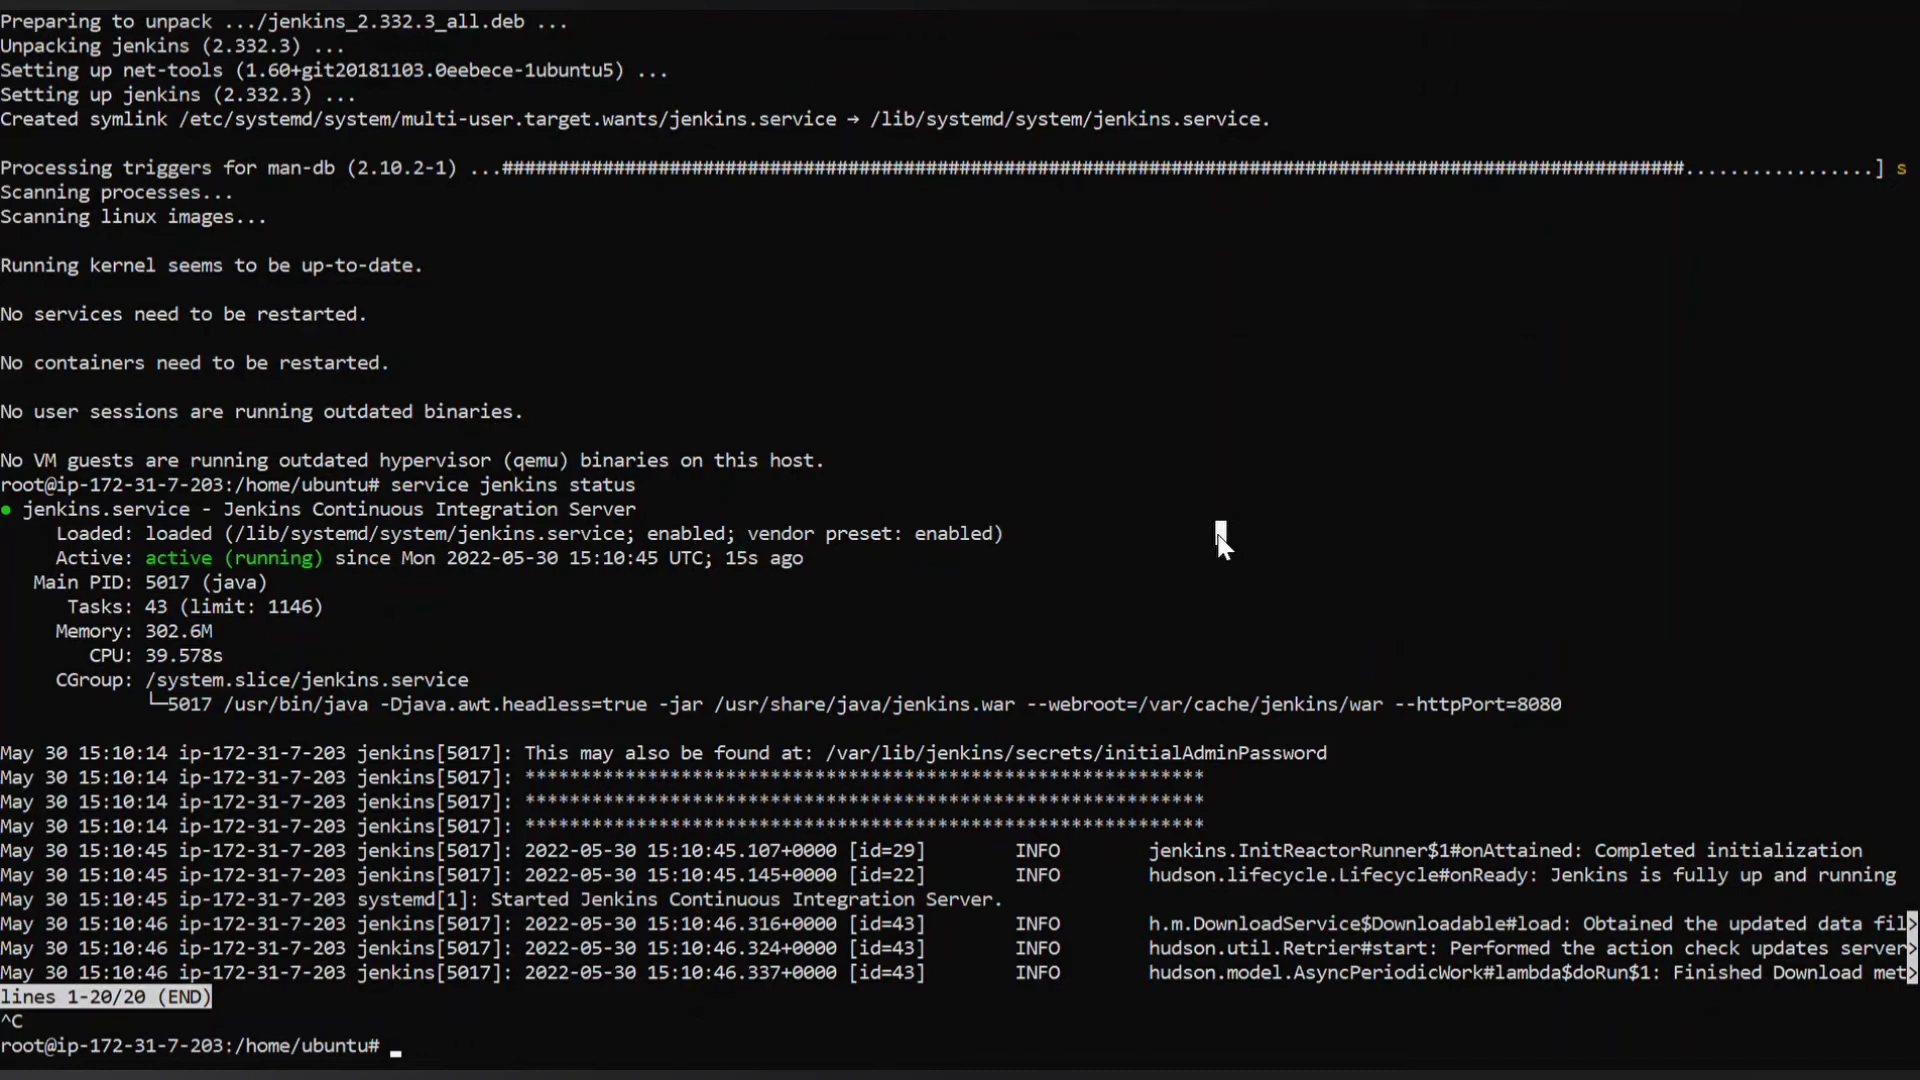 Preparing to unpack .../jenkins_2.332.3_all.deb ...
Unpacking jenkins (2.332.3) ...
Setting up net-tools (1.60+git20181103.0eebece-1ubuntu5) ...
Setting up jenkins (2.332.3) ...
Created symlink /etc/systemd/system/multi-user.target.wants/jenkins.service → /lib/systemd/system/jenkins.service.
Processing triggers for man-db (2.10.2-1) ...##########################################################################################################.................] s
Scanning processes...
Scanning linux images...
Running kernel seems to be up-to-date.
No services need to be restarted.
No containers need to be restarted.
No user sessions are running outdated binaries.
No VM guests are running outdated hypervisor (qemu) binaries on this host.
root@ip-172-31-7-203:/home/ubuntu# service jenkins status
● jenkins.service - Jenkins Continuous Integration Server
Loaded: loaded (/lib/systemd/system/jenkins.service; enabled; vendor preset: enabled)
Active: active (running) since Mon 2022-05-30 15:10:45 UTC; 15s ago
Main PID: 5017 (java)
Tasks: 43 (limit: 1146)
Memory: 302.6M
CPU: 39.578s
CGroup: /system.slice/jenkins.service
└─5017 /usr/bin/java -Djava.awt.headless=true -jar /usr/share/java/jenkins.war --webroot=/var/cache/jenkins/war --httpPort=8080
May 30 15:10:14 ip-172-31-7-203 jenkins[5017]: This may also be found at: /var/lib/jenkins/secrets/initialAdminPassword
May 30 15:10:14 ip-172-31-7-203 jenkins[5017]: *************************************************************
May 30 15:10:14 ip-172-31-7-203 jenkins[5017]: *************************************************************
May 30 15:10:14 ip-172-31-7-203 jenkins[5017]: *************************************************************
May 30 15:10:45 ip-172-31-7-203 jenkins[5017]: 2022-05-30 15:10:45.107+0000 [id=29] INFO jenkins.InitReactorRunner$1#onAttained: Completed initialization
May 30 15:10:45 ip-172-31-7-203 jenkins[5017]: 2022-05-30 15:10:45.145+0000 [id=22] INFO hudson.lifecycle.Lifecycle#onReady: Jenkins is fully up and running
May 30 15:10:45 ip-172-31-7-203 systemd[1]: Started Jenkins Continuous Integration Server.
May 30 15:10:46 ip-172-31-7-203 jenkins[5017]: 2022-05-30 15:10:46.316+0000 [id=43] INFO h.m.DownloadService$Downloadable#load: Obtained the updated data fil>
May 30 15:10:46 ip-172-31-7-203 jenkins[5017]: 2022-05-30 15:10:46.324+0000 [id=43] INFO hudson.util.Retrier#start: Performed the action check updates server>
May 30 15:10:46 ip-172-31-7-203 jenkins[5017]: 2022-05-30 15:10:46.337+0000 [id=43] INFO hudson.model.AsyncPeriodicWork#lambda$doRun$1: Finished Download met>
lines 1-20/20 (END)
^C
root@ip-172-31-7-203:/home/ubuntu#